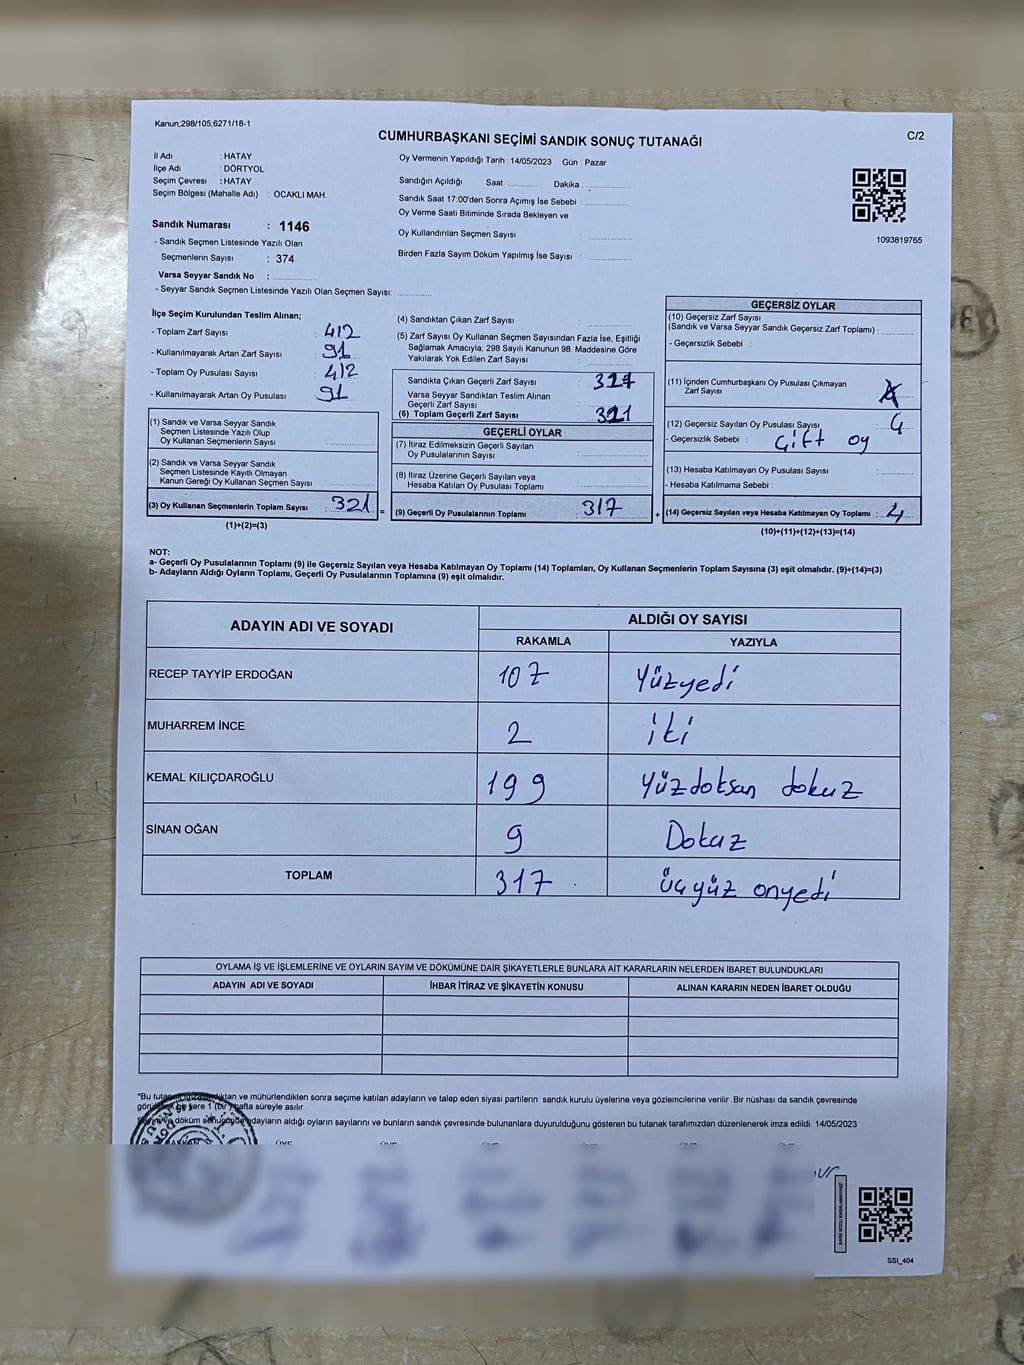 Kanun;298/105,6271/18-1
C/2
CUMHURBAŞKANI SEÇİMİ SANDIK SONUÇ TUTANAĞI
İl Adı : HATAY
İlçe Adı : DÖRTYOL
Seçim Çevresi : HATAY
Seçim Bölgesi (Mahalle Adı) : OCAKLI MAH.
Sandık Numarası : 1146
- Sandık Seçmen Listesinde Yazılı Olan
Seçmenlerin Sayısı : 374
Varsa Seyyar Sandık No :
- Seyyar Sandık Seçmen Listesinde Yazılı Olan Seçmen Sayısı:
Oy Vermenin Yapıldığı Tarih : 14/05/2023 Gün : Pazar
Sandığın Açıldığı Saat Dakika :
Sandık Saat 17:00'den Sonra Açımış İse Sebebi :
Oy Verme Saati Bitiminde Sırada Bekleyen ve
Oy Kullandırılan Seçmen Sayısı :
Birden Fazla Sayım Döküm Yapılmış İse Sayısı :
1093819765
İlçe Seçim Kurulundan Teslim Alınan;
- Toplam Zarf Sayısı : 412
- Kullanılmayarak Artan Zarf Sayısı : 91
- Toplam Oy Pusulası Sayısı : 412
- Kullanılmayarak Artan Oy Pusulası : 91
(1) Sandık ve Varsa Seyyar Sandık
Seçmen Listesinde Yazılı Olup
Oy Kullanan Seçmenlerin Sayısı :
(2) Sandık ve Varsa Seyyar Sandık
Seçmen Listesinde Kayıtlı Olmayan
Kanun Gereği Oy Kullanan Seçmen Sayısı :
(3) Oy Kullanan Seçmenlerin Toplam Sayısı : 321
(1)+(2)=(3)
(4) Sandıktan Çıkan Zarf Sayısı :
(5) Zarf Sayısı Oy Kullanan Seçmen Sayısından Fazla İse, Eşitliği
Sağlamak Amacıyla, 298 Sayılı Kanunun 98. Maddesine Göre
Yakılarak Yok Edilen Zarf Sayısı :
Sandıkta Çıkan Geçerli Zarf Sayısı :
Varsa Seyyar Sandıktan Teslim Alınan
Geçerli Zarf Sayısı :
(6) Toplam Geçerli Zarf Sayısı : 321
GEÇERLİ OYLAR
(7) İtiraz Edilmeksizin Geçerli Sayılan
Oy Pusulalarının Sayısı :
(8) İtiraz Üzerine Geçerli Sayılan veya
Hesaba Katılan Oy Pusulası Toplamı :
= (9) Geçerli Oy Pusulalarının Toplamı : 317
GEÇERSİZ OYLAR
(10) Geçersiz Zarf Sayısı
(Sandık ve Varsa Seyyar Sandık Geçersiz Zarf Toplamı) :
- Geçersizlik Sebebi :
(11) İçinden Cumhurbaşkanı Oy Pusulası Çıkmayan
Zarf Sayısı
(12) Geçersiz Sayılan Oy Pusulası Sayısı : 4
- Geçersizlik Sebebi : çift oy
(13) Hesaba Katılmayan Oy Pusulası Sayısı :
- Hesaba Katılmama Sebebi :
+ (14) Geçersiz Sayılan veya Hesaba Katılmayan Oy Toplamı : 4
(10)+(11)+(12)+(13)=(14)
NOT:
a- Geçerli Oy Pusulalarının Toplamı (9) ile Geçersiz Sayılan veya Hesaba Katılmayan Oy Toplamı (14) Toplamları, Oy Kullanan Seçmenlerin Toplam Sayısına (3) eşit olmalıdır. (9)+(14)=(3)
b- Adayların Aldığı Oyların Toplamı, Geçerli Oy Pusulalarının Toplamına (9) eşit olmalıdır.
ADAYIN ADI VE SOYADI ALDIĞI OY SAYISI
RAKAMLA YAZIYLA
RECEP TAYYİP ERDOĞAN 107 Yüzyedi
MUHARREM İNCE 2 iki
KEMAL KILIÇDAROĞLU 199 Yüzdoksan dokuz
SİNAN OĞAN 9 Dokuz
TOPLAM 317 üçyüz onyedi
OYLAMA İŞ VE İŞLEMLERİNE VE OYLARIN SAYIM VE DÖKÜMÜNE DAİR ŞİKAYETLERLE BUNLARA AİT KARARLARIN NELERDEN İBARET BULUNDUKLARI
ADAYIN ADI VE SOYADI İHBAR İTİRAZ VE ŞİKAYETİN KONUSU ALINAN KARARIN NEDEN İBARET OLDUĞU
*Bu ve mühürlendikten sonra seçime katılan adayların ve talep eden siyasi partilerin sandık kurulu üyelerine veya gözlemcilerine verilir. Bir nüshası da sandık çevresinde
yere 1 (bir) hafta süreyle asılır.
döküm adayların aldığı oyların sayılarını ve bunların sandık çevresinde bulunanlara duyurulduğunu gösteren bu tutanak tarafımızdan düzenlenerek imza edildi. 14/05/2023
SSI_404